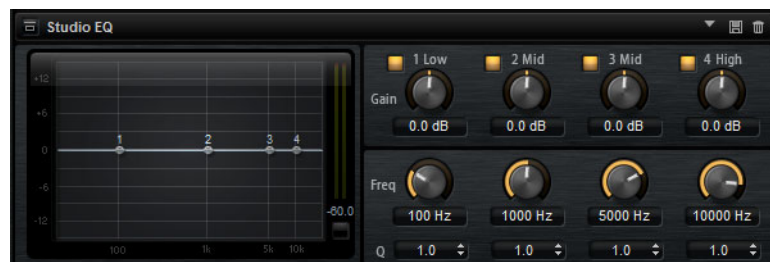 Studio EQ
+12
+6
0
-6
-12
1
2
3
4
100
1k
5k
10k
-60.0
1 Low
2 Mid
3 Mid
4 High
Gain
0.0 dB
0.0 dB
0.0 dB
0.0 dB
Freq
100 Hz
1000 Hz
5000 Hz
10000 Hz
Q
1.0
1.0
1.0
1.0